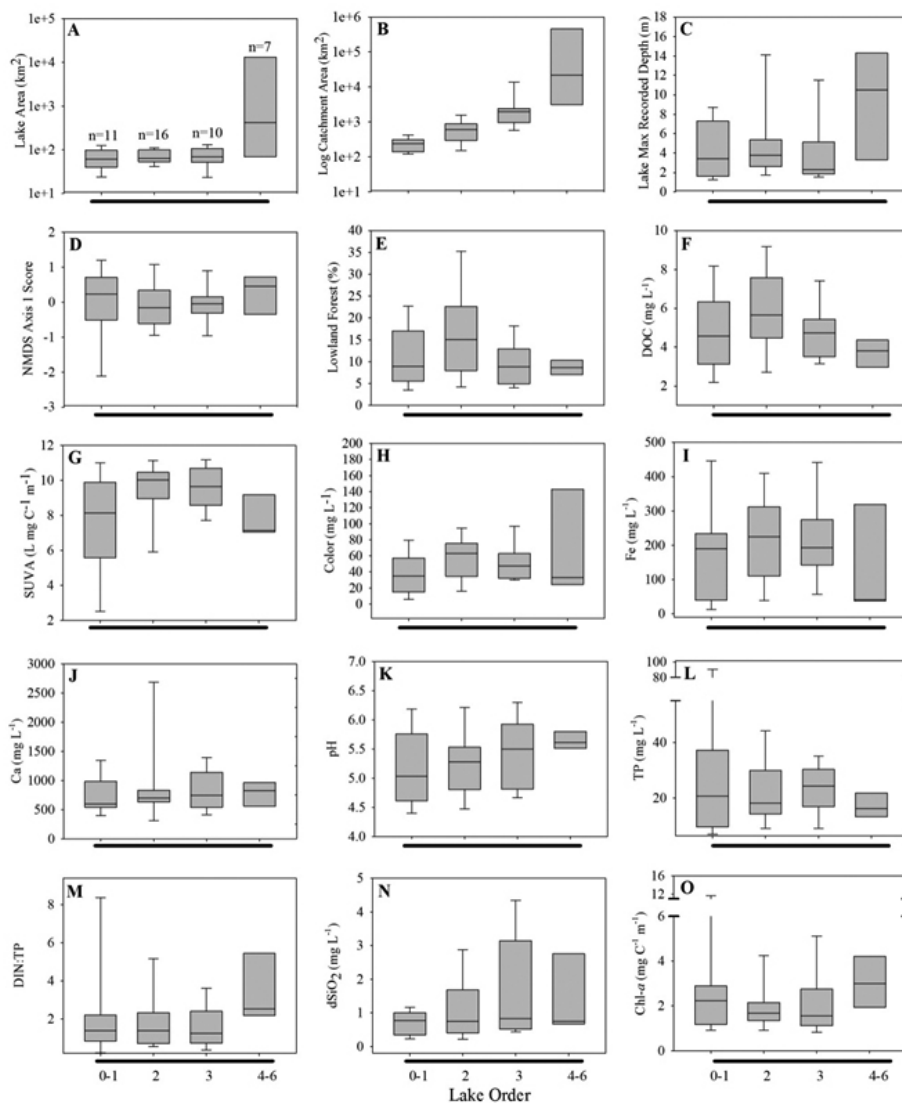 A
Lake Area (km²)
1e+5
1e+4
1e+3
1e+2
1e+1
n=11
n=16
n=10
n=7
B
Log Catchment Area (km²)
1e+6
1e+5
1e+4
1e+3
1e+2
1e+1
C
Lake Max Recorded Depth (m)
18
16
14
12
10
8
6
4
2
0
D
NMDS Axis 1 Score
2
1
0
-1
-2
-3
E
Lowland Forest (%)
40
35
30
25
20
15
10
5
0
F
DOC (mg L⁻¹)
10
8
6
4
2
G
SUVA (L mg C⁻¹ m⁻¹)
12
10
8
6
4
2
H
Color (mg L⁻¹)
200
180
160
140
120
100
80
60
40
20
0
I
Fe (mg L⁻¹)
500
400
300
200
100
0
J
Ca (mg L⁻¹)
3000
2500
2000
1500
1000
500
0
K
pH
7.0
6.5
6.0
5.5
5.0
4.5
4.0
L
TP (mg L⁻¹)
100
80
40
20
M
DIN:TP
8
6
4
2
0-1 2 3 4-6
N
dSiO₂ (mg L⁻¹)
5
4
3
2
1
0
0-1 2 3 4-6
Lake Order
O
Chl-a (mg C⁻¹ m⁻¹)
16
12
6
4
2
0
0-1 2 3 4-6